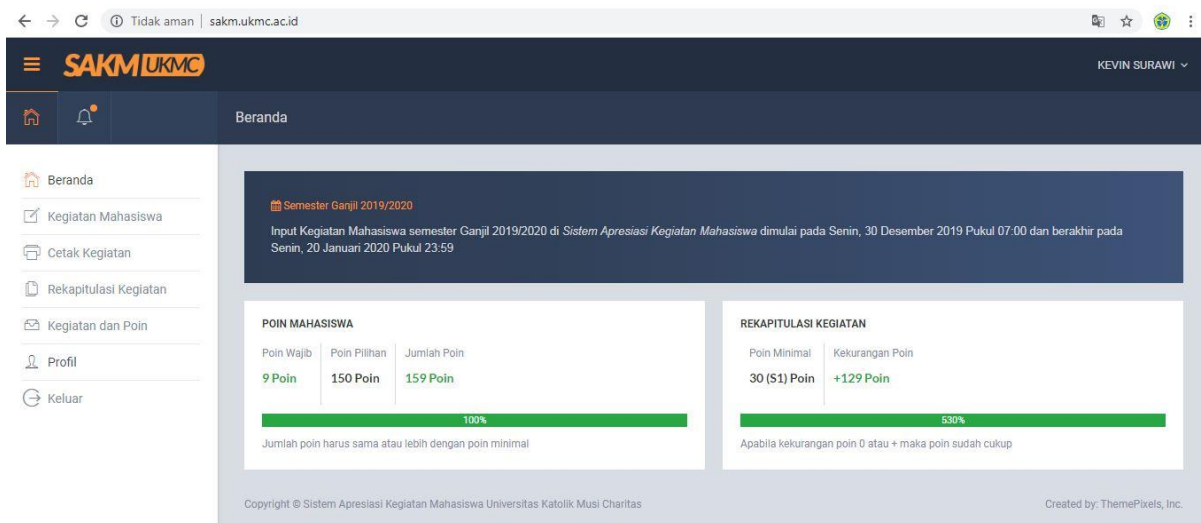 Tidak aman | sakm.ukmc.ac.id
SAKM UKMC
KEVIN SURAWI
Beranda
Beranda
Kegiatan Mahasiswa
Cetak Kegiatan
Rekapitulasi Kegiatan
Kegiatan dan Poin
Profil
Keluar
Semester Ganjil 2019/2020
Input Kegiatan Mahasiswa semester Ganjil 2019/2020 di Sistem Apresiasi Kegiatan Mahasiswa dimulai pada Senin, 30 Desember 2019 Pukul 07:00 dan berakhir pada
Senin, 20 Januari 2020 Pukul 23:59
POIN MAHASISWA
Poin Wajib Poin Pilihan Jumlah Poin
9 Poin 150 Poin 159 Poin
100%
Jumlah poin harus sama atau lebih dengan poin minimal
REKAPITULASI KEGIATAN
Poin Minimal Kekurangan Poin
30 (S1) Poin +129 Poin
530%
Apabila kekurangan poin 0 atau + maka poin sudah cukup
Copyright © Sistem Apresiasi Kegiatan Mahasiswa Universitas Katolik Musi Charitas
Created by: ThemePixels, Inc.